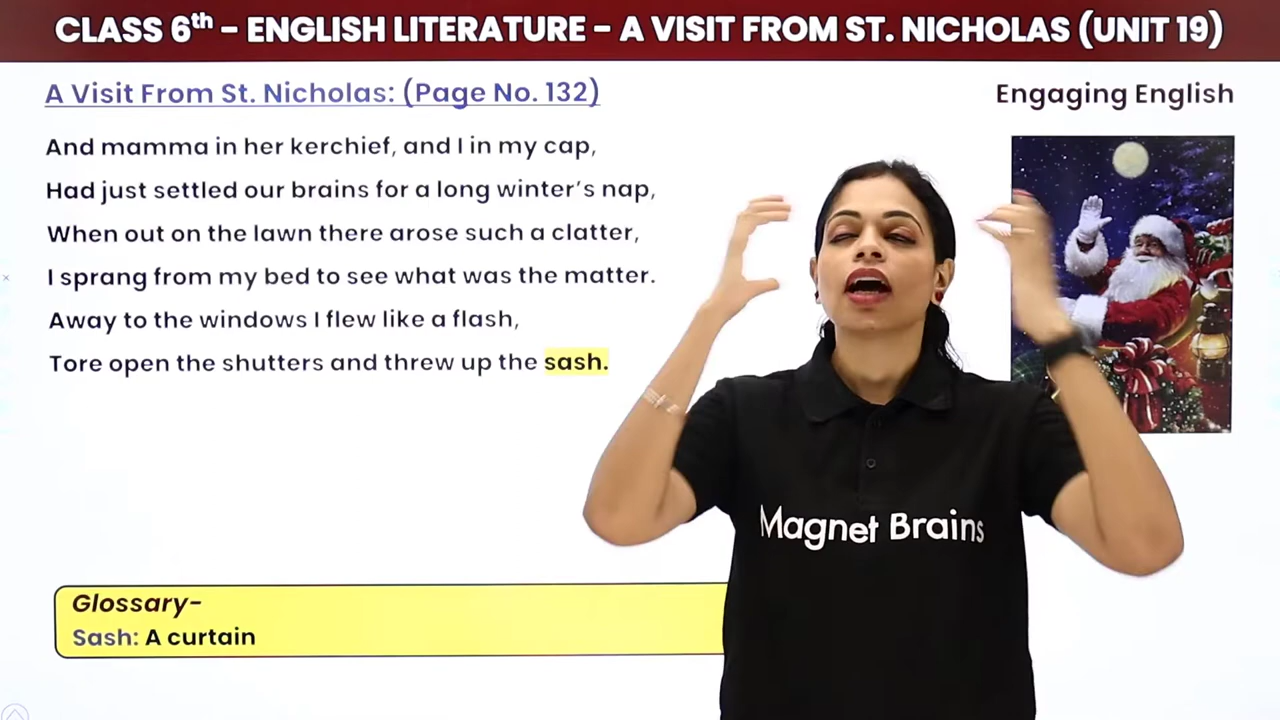 CLASS 6th – ENGLISH LITERATURE – A VISIT FROM ST. NICHOLAS (UNIT 19)
A Visit From St. Nicholas: (Page No. 132)
Engaging English
And mamma in her kerchief, and I in my cap,
Had just settled our brains for a long winter's nap,
When out on the lawn there arose such a clatter,
I sprang from my bed to see what was the matter.
Away to the windows I flew like a flash,
Tore open the shutters and threw up the sash.
Magnet Brains
Glossary-
Sash: A curtain